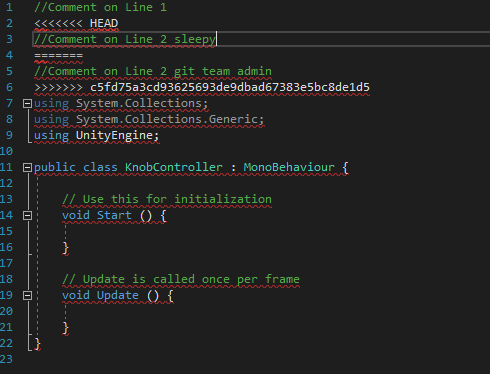 1 //Comment on Line 1
2 <<<<<<< HEAD
3 //Comment on Line 2 sleepy
4 =======
5 //Comment on Line 2 git team admin
6 >>>>>>> c5fd75a3cd93625693de9dbad67383e5bc8de1d5
7 using System.Collections;
8 using System.Collections.Generic;
9 using UnityEngine;
10
11 public class KnobController : MonoBehaviour {
12
13 // Use this for initialization
14 void Start () {
15
16 }
17
18 // Update is called once per frame
19 void Update () {
20
21 }
22 }
23